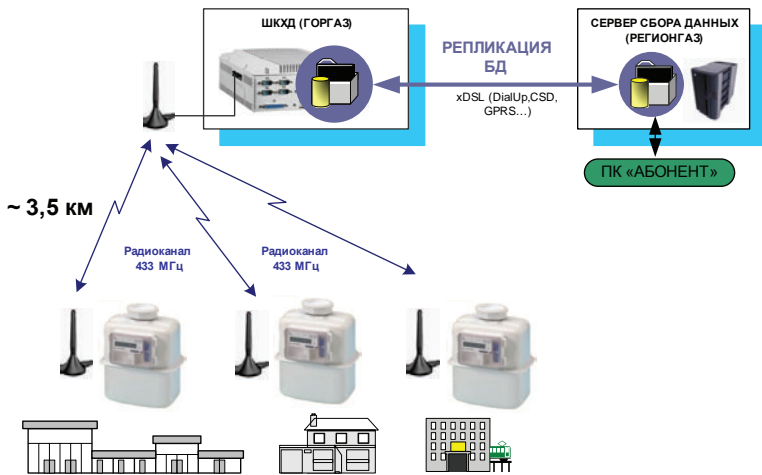 ШКХД (ГОРГАЗ)
СЕРВЕР СБОРА ДАННЫХ
(РЕГИОНГАЗ)
РЕПЛИКАЦИЯ
БД
xDSL (DialUp,CSD,
GPRS...)
ПК «АБОНЕНТ»
~ 3,5 км
Радиоканал
433 МГц
Радиоканал
433 МГц